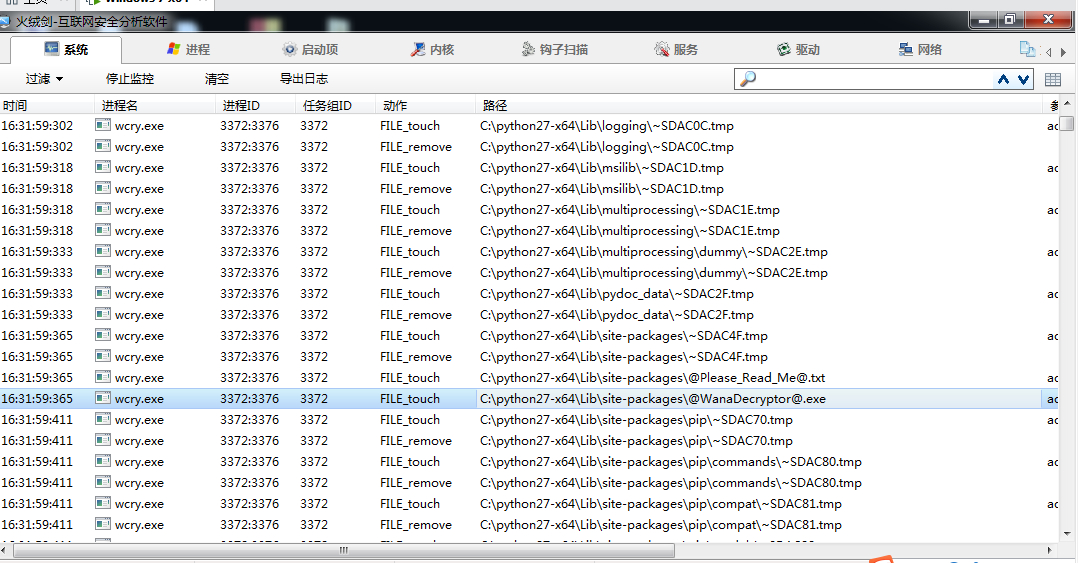 主页 Windows 7 x64
火绒剑-互联网安全分析软件
系统 进程 启动项 内核 钩子扫描 服务 驱动 网络
过滤 停止监控 清空 导出日志
时间 进程名 进程ID 任务组ID 动作 路径
16:31:59:302 wcry.exe 3372:3376 3372 FILE_touch C:\python27-x64\Lib\logging\~SDAC0C.tmp
16:31:59:302 wcry.exe 3372:3376 3372 FILE_remove C:\python27-x64\Lib\logging\~SDAC0C.tmp
16:31:59:318 wcry.exe 3372:3376 3372 FILE_touch C:\python27-x64\Lib\msilib\~SDAC1D.tmp
16:31:59:318 wcry.exe 3372:3376 3372 FILE_remove C:\python27-x64\Lib\msilib\~SDAC1D.tmp
16:31:59:318 wcry.exe 3372:3376 3372 FILE_touch C:\python27-x64\Lib\multiprocessing\~SDAC1E.tmp
16:31:59:318 wcry.exe 3372:3376 3372 FILE_remove C:\python27-x64\Lib\multiprocessing\~SDAC1E.tmp
16:31:59:333 wcry.exe 3372:3376 3372 FILE_touch C:\python27-x64\Lib\multiprocessing\dummy\~SDAC2E.tmp
16:31:59:333 wcry.exe 3372:3376 3372 FILE_remove C:\python27-x64\Lib\multiprocessing\dummy\~SDAC2E.tmp
16:31:59:333 wcry.exe 3372:3376 3372 FILE_touch C:\python27-x64\Lib\pydoc_data\~SDAC2F.tmp
16:31:59:333 wcry.exe 3372:3376 3372 FILE_remove C:\python27-x64\Lib\pydoc_data\~SDAC2F.tmp
16:31:59:365 wcry.exe 3372:3376 3372 FILE_touch C:\python27-x64\Lib\site-packages\~SDAC4F.tmp
16:31:59:365 wcry.exe 3372:3376 3372 FILE_remove C:\python27-x64\Lib\site-packages\~SDAC4F.tmp
16:31:59:365 wcry.exe 3372:3376 3372 FILE_touch C:\python27-x64\Lib\site-packages\@Please_Read_Me@.txt
16:31:59:365 wcry.exe 3372:3376 3372 FILE_touch C:\python27-x64\Lib\site-packages\@WanaDecryptor@.exe
16:31:59:411 wcry.exe 3372:3376 3372 FILE_touch C:\python27-x64\Lib\site-packages\pip\~SDAC70.tmp
16:31:59:411 wcry.exe 3372:3376 3372 FILE_remove C:\python27-x64\Lib\site-packages\pip\~SDAC70.tmp
16:31:59:411 wcry.exe 3372:3376 3372 FILE_touch C:\python27-x64\Lib\site-packages\pip\commands\~SDAC80.tmp
16:31:59:411 wcry.exe 3372:3376 3372 FILE_remove C:\python27-x64\Lib\site-packages\pip\commands\~SDAC80.tmp
16:31:59:411 wcry.exe 3372:3376 3372 FILE_touch C:\python27-x64\Lib\site-packages\pip\compat\~SDAC81.tmp
16:31:59:411 wcry.exe 3372:3376 3372 FILE_remove C:\python27-x64\Lib\site-packages\pip\compat\~SDAC81.tmp